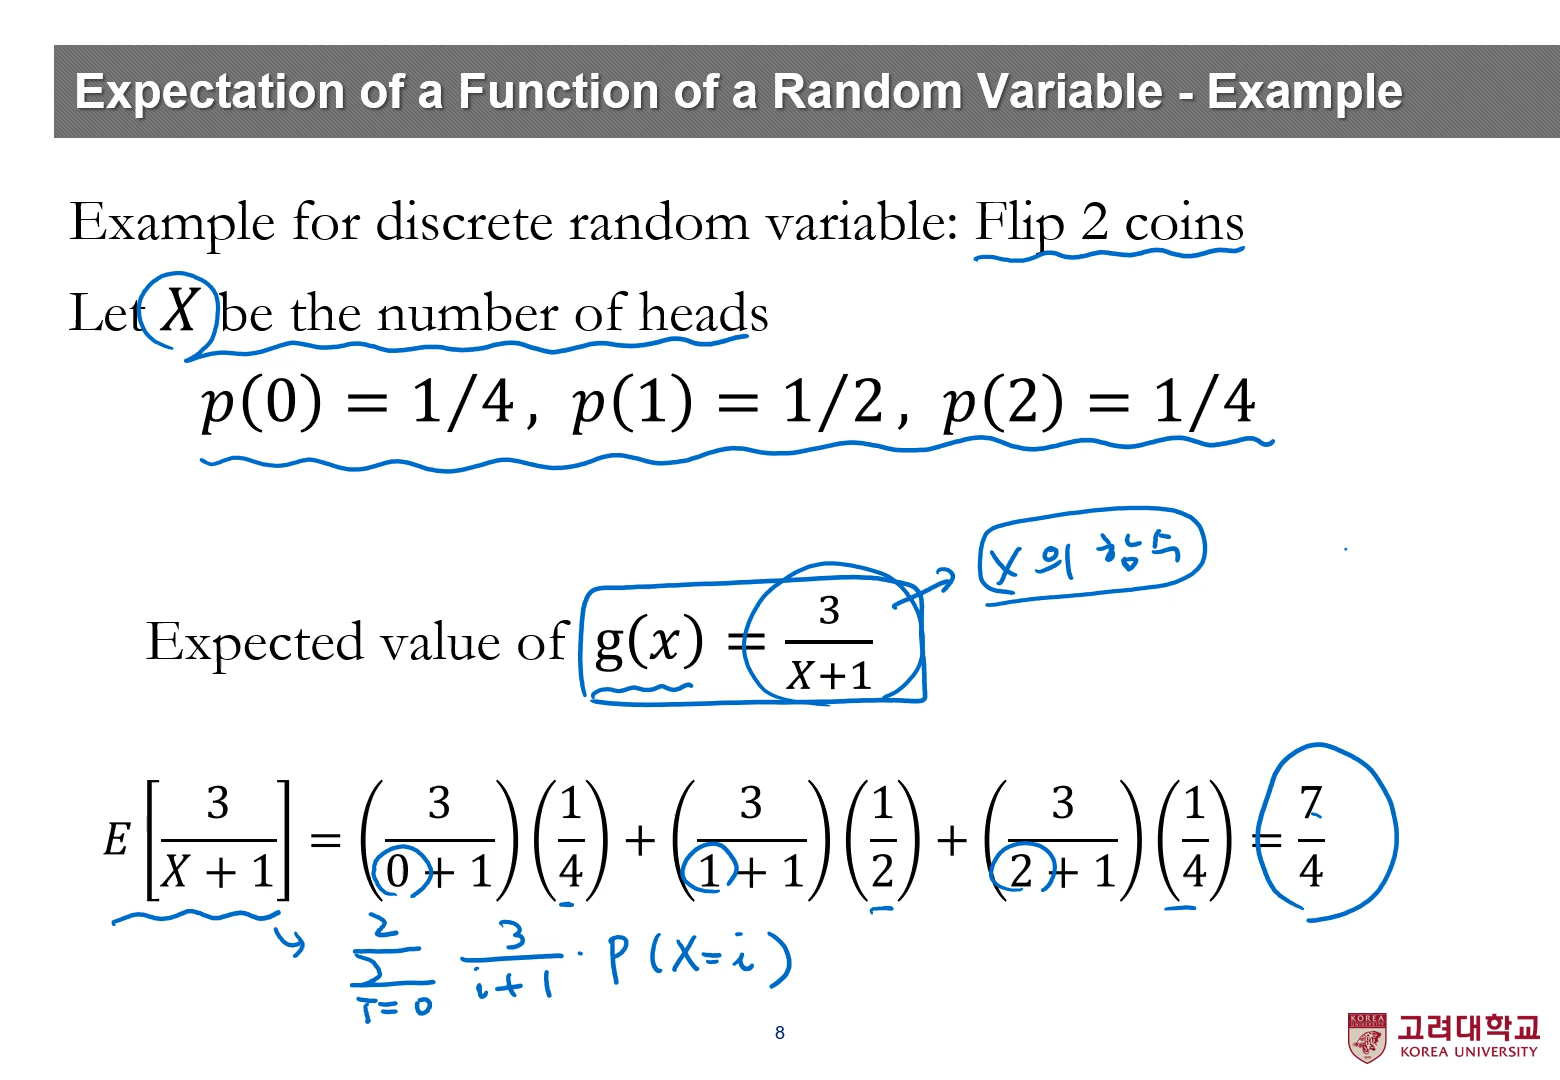 Expectation of a Function of a Random Variable - Example
Example for discrete random variable: Flip 2 coins
Let X be the number of heads
p(0) = 1/4, p(1) = 1/2, p(2) = 1/4
X의 함수
Expected value of g(x) = 3/(X+1)
E[3/(X + 1)] = (3/(0 + 1))(1/4) + (3/(1 + 1))(1/2) + (3/(2 + 1))(1/4) = 7/4
∑_{i=0}^{2} 3/(i+1) · P(X=i)
8
KOREA
UNIVERSITY
고려대학교
KOREA UNIVERSITY